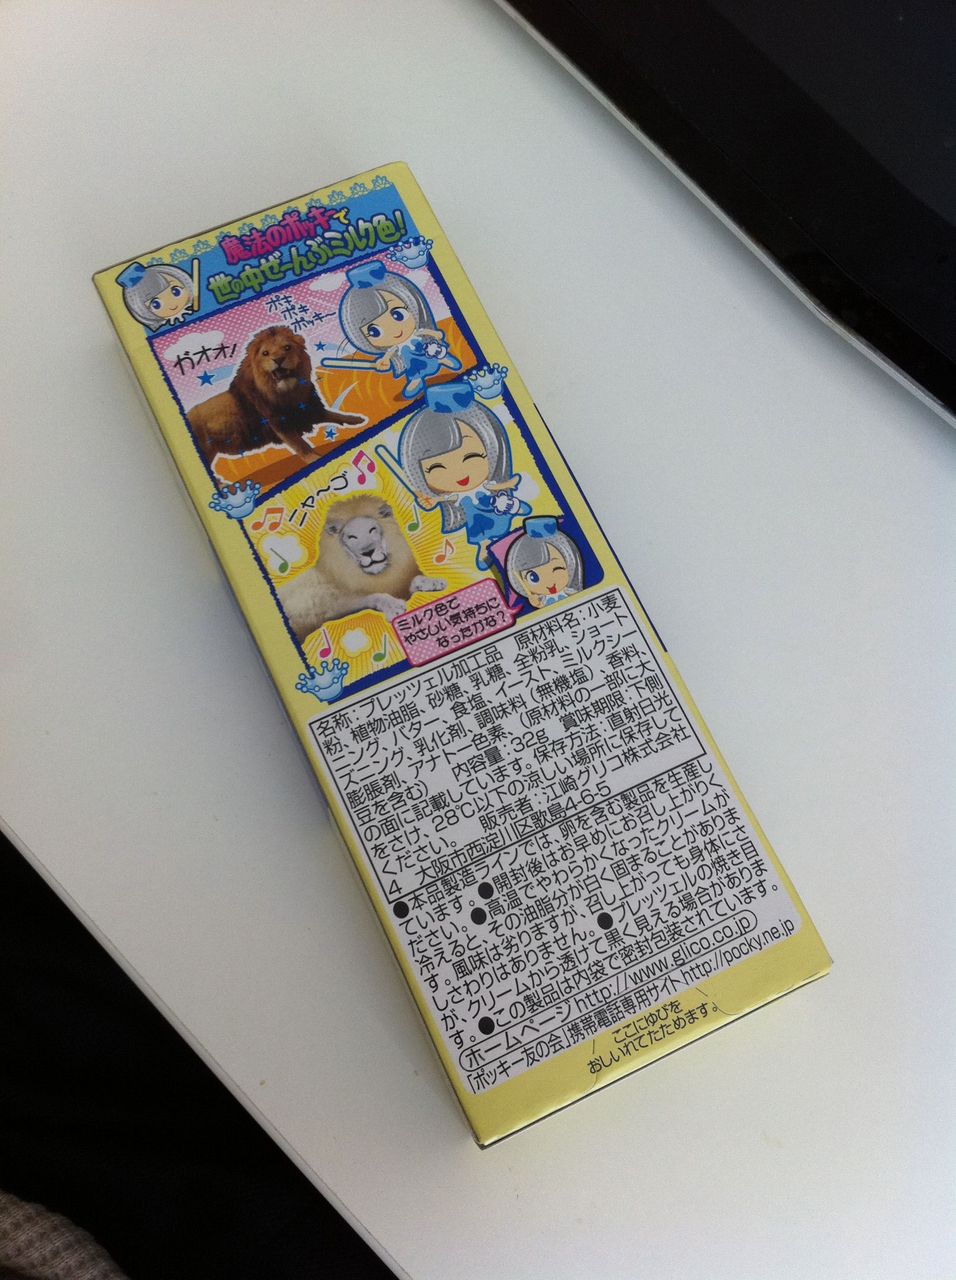 魔法のポッキーで
世の中ぜーんぶミルク色!
ポキ
ポキ
ポッキ〜
ガオオ!
ニャ〜ゴ
ミルク色で
やさしい気持ちに
なったかな?
名称:プレッツェル加工品 原材料名:小麦
粉、植物油脂、砂糖、乳糖、全粉乳、ショート
ニング、バター、食塩、イースト、ミルクシー
ズニング、乳化剤、調味料(無機塩)、香料、
膨脹剤、アナトー色素、(原材料の一部に大
豆を含む) 内容量:32g 賞味期限:下側
の面に記載しています。保存方法:直射日光
をさけ、28℃以下の涼しい場所に保存して
ください。 販売者:江崎グリコ株式会社
4 大阪市西淀川区歌島4-6-5
●本品製造ラインでは、卵を含む製品を生産し
ています。●開封後はお早めにお召し上がりく
ださい。●高温でやわらかくなったクリームが
冷えると、その油脂分が白く固まることがありま
す。風味は劣りますが、召し上がっても身体にさ
しさわりはありません。●プレッツェルの焼き目
が、クリームから透けて黒く見える場合がありま
す。●この製品は内袋で密封包装されています。
ホームページhttp://www.glico.co.jp
「ポッキー友の会」携帯電話専用サイトhttp://pocky.ne.jp
ここにゆびを
おしいれてたためます。